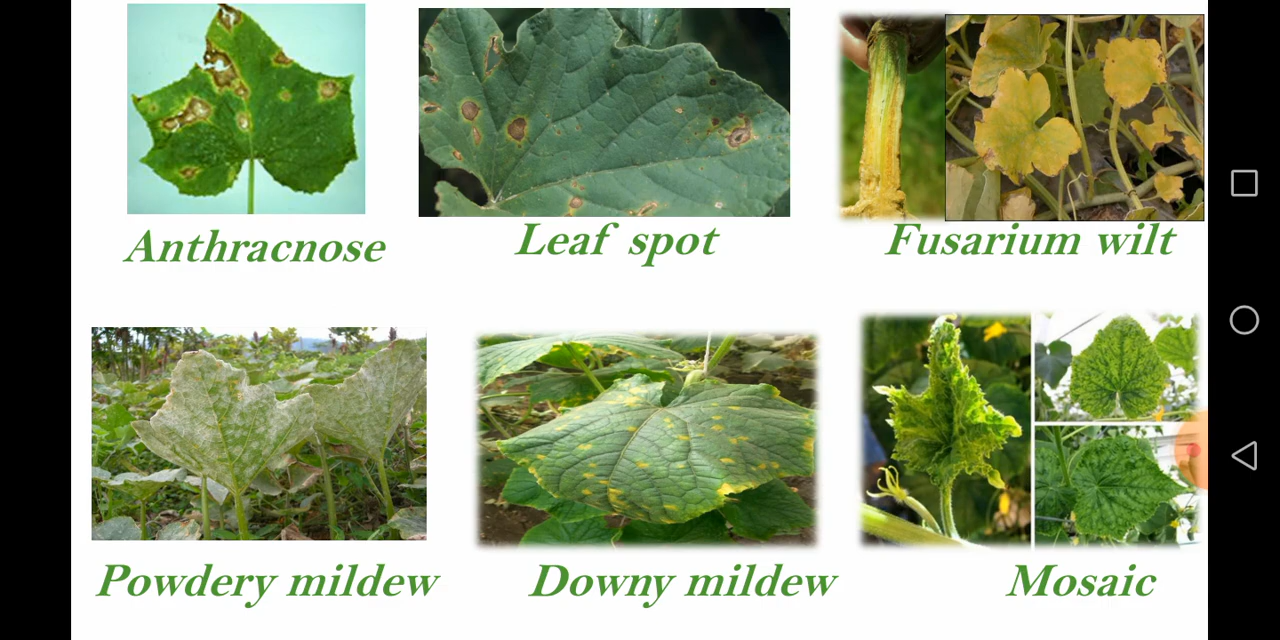 Anthracnose
Leaf spot
Fusarium wilt
Powdery mildew
Downy mildew
Mosaic